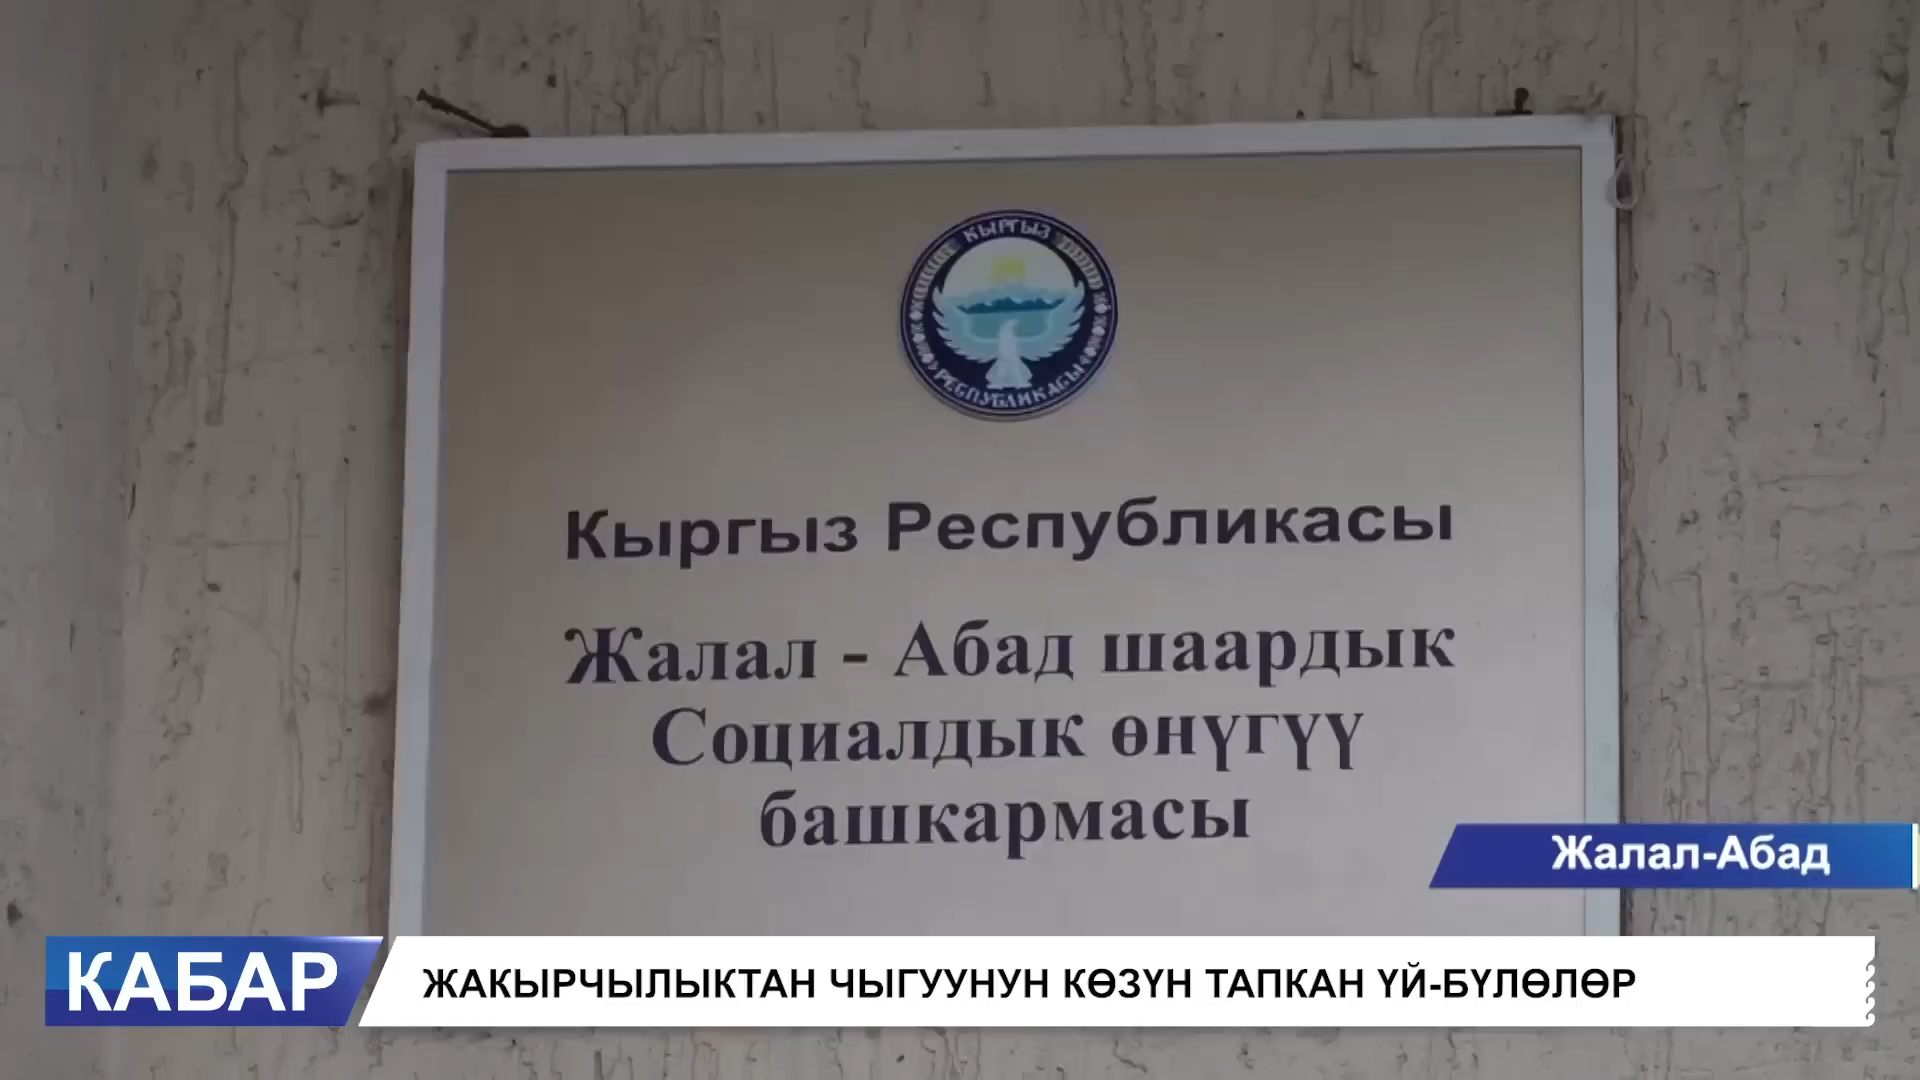 КЫРГЫЗ
РЕСПУБЛИКАСЫ
Кыргыз Республикасы
Жалал - Абад шаардык
Социалдык өнүгүү
башкармасы
Жалал-Абад
КАБАР
ЖАКЫРЧЫЛЫКТАН ЧЫГУУНУН КӨЗҮН ТАПКАН ҮЙ-БҮЛӨЛӨР